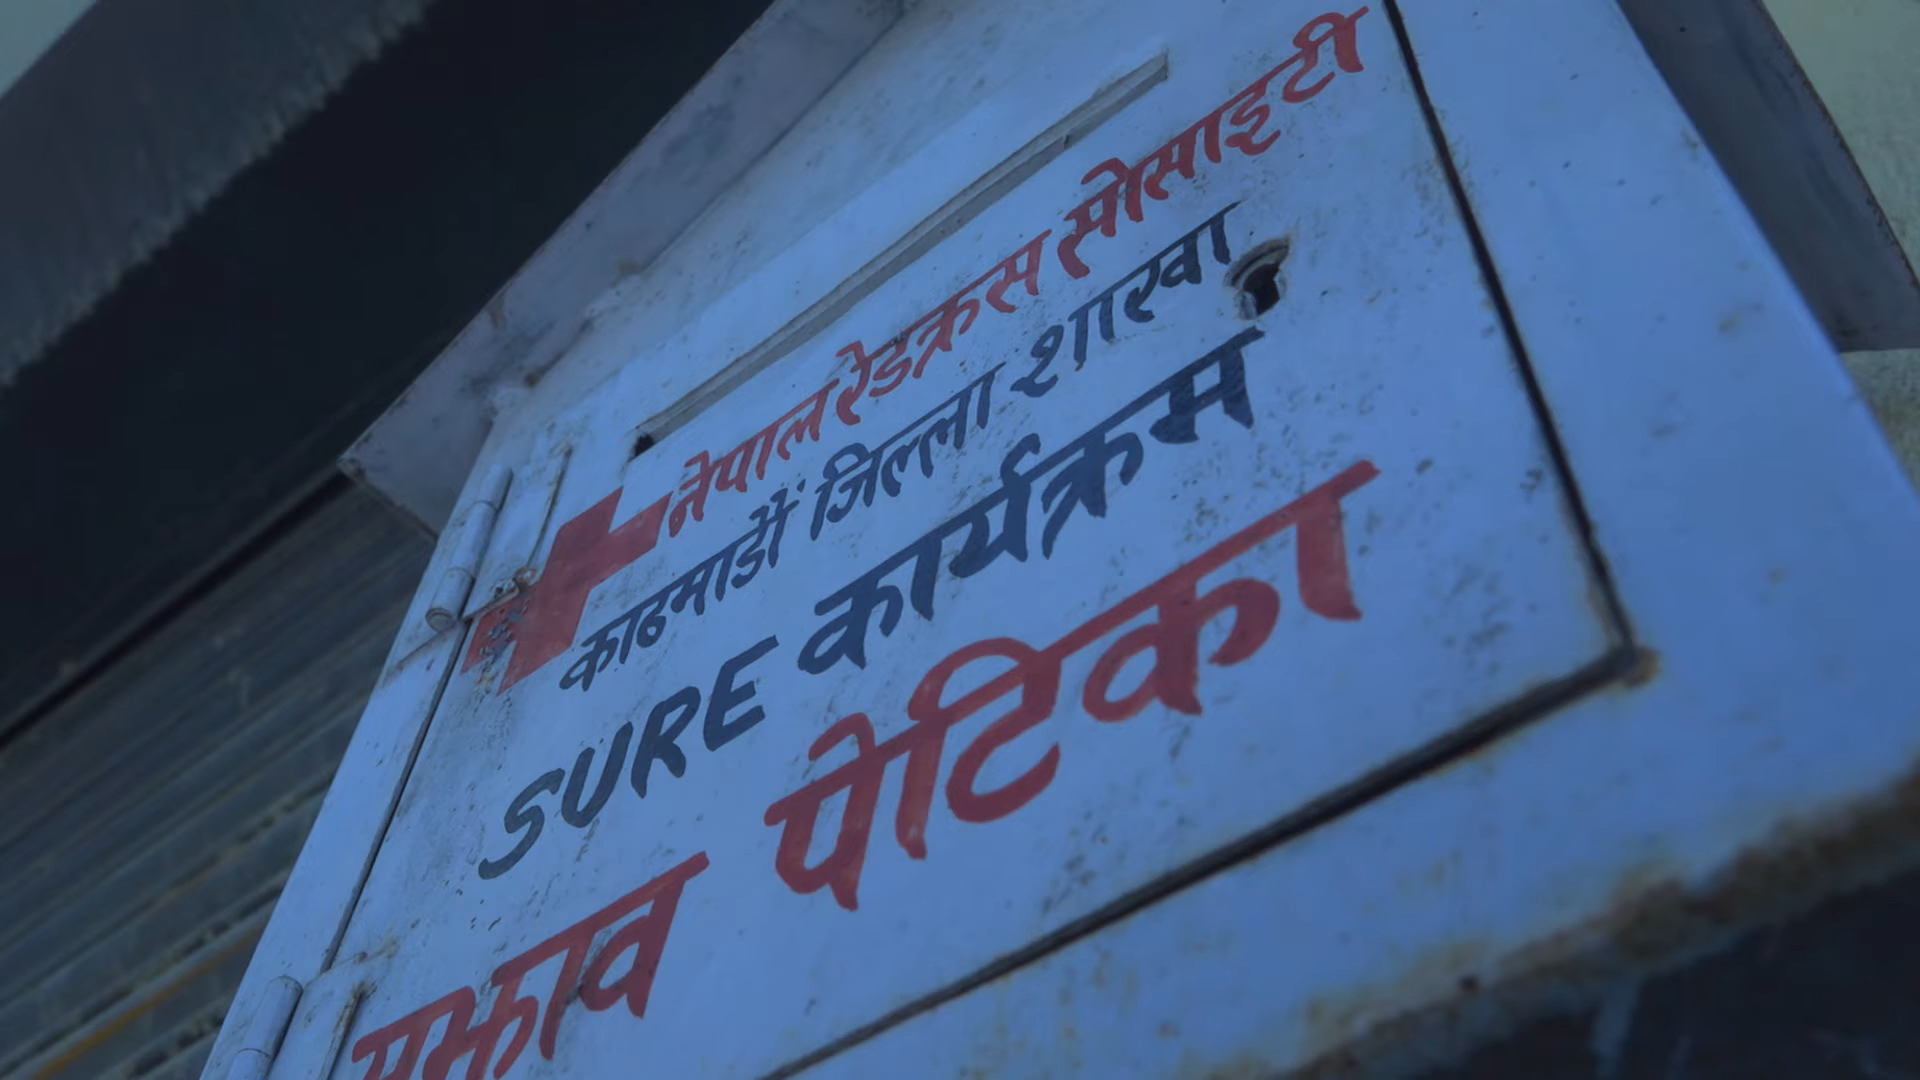 नेपाल रेडक्रस सोसाइटी
काठमाडौं जिल्ला शाखा
SURE कार्यक्रम
सुझाव पेटिका